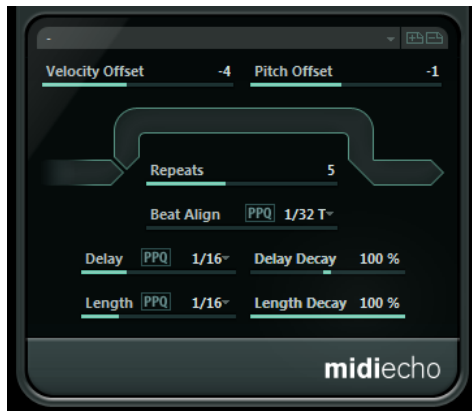 -
Velocity Offset -4 Pitch Offset -1
Repeats 5
Beat Align PPQ 1/32 T
Delay PPQ 1/16 Delay Decay 100 %
Length PPQ 1/16 Length Decay 100 %
midiecho